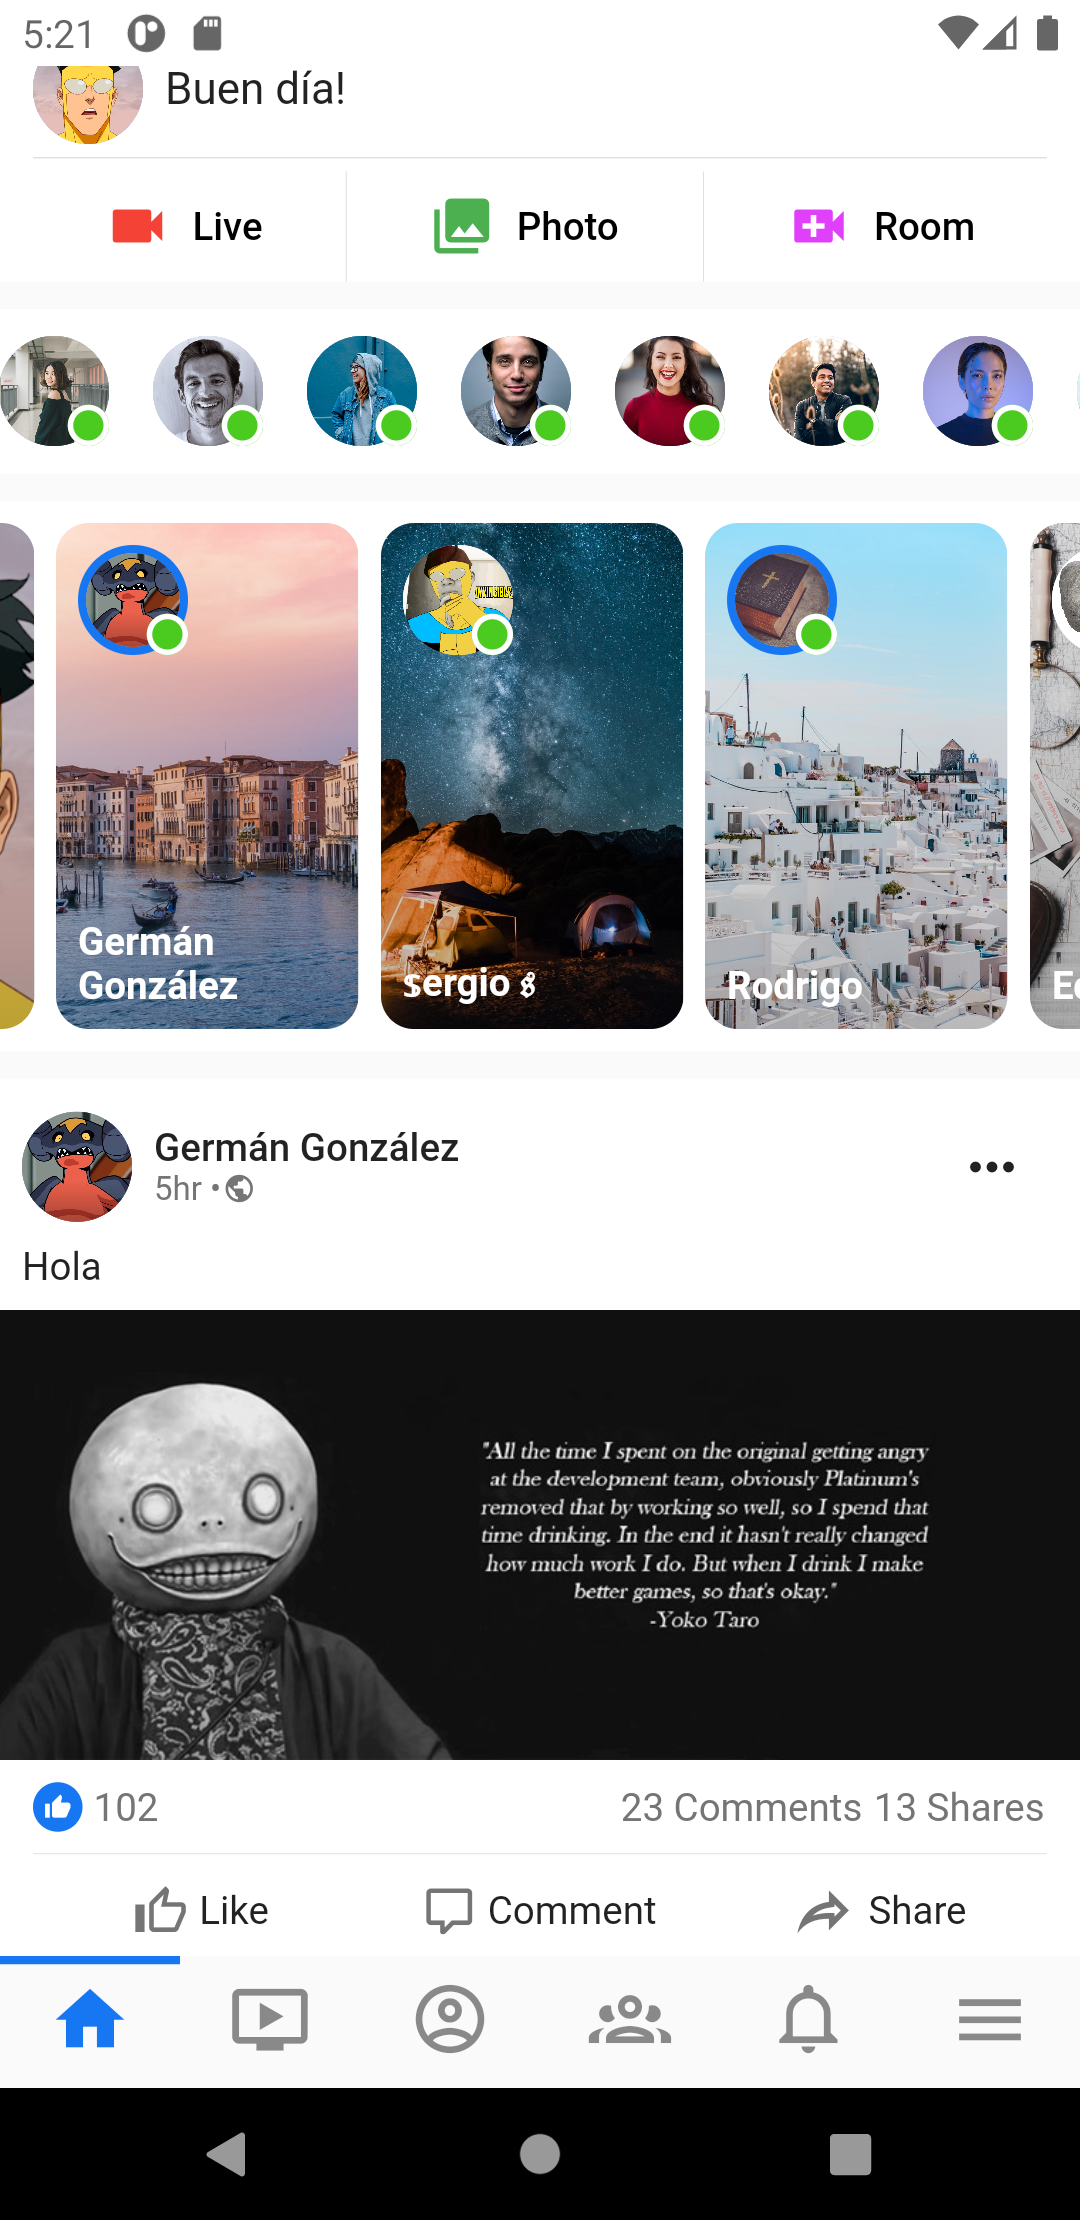 5:21
Buen día!
Live
Photo
Room
Germán
González
sergio
Rodrigo
Germán González
5hr •
Hola
"All the time I spent on the original getting angry
at the development team, obviously Platinum's
removed that by working so well, so I spend that
time drinking. In the end it hasn't really changed
how much work I do. But when I drink I make
better games, so that's okay."
-Yoko Taro
102
23 Comments 13 Shares
Like
Comment
Share